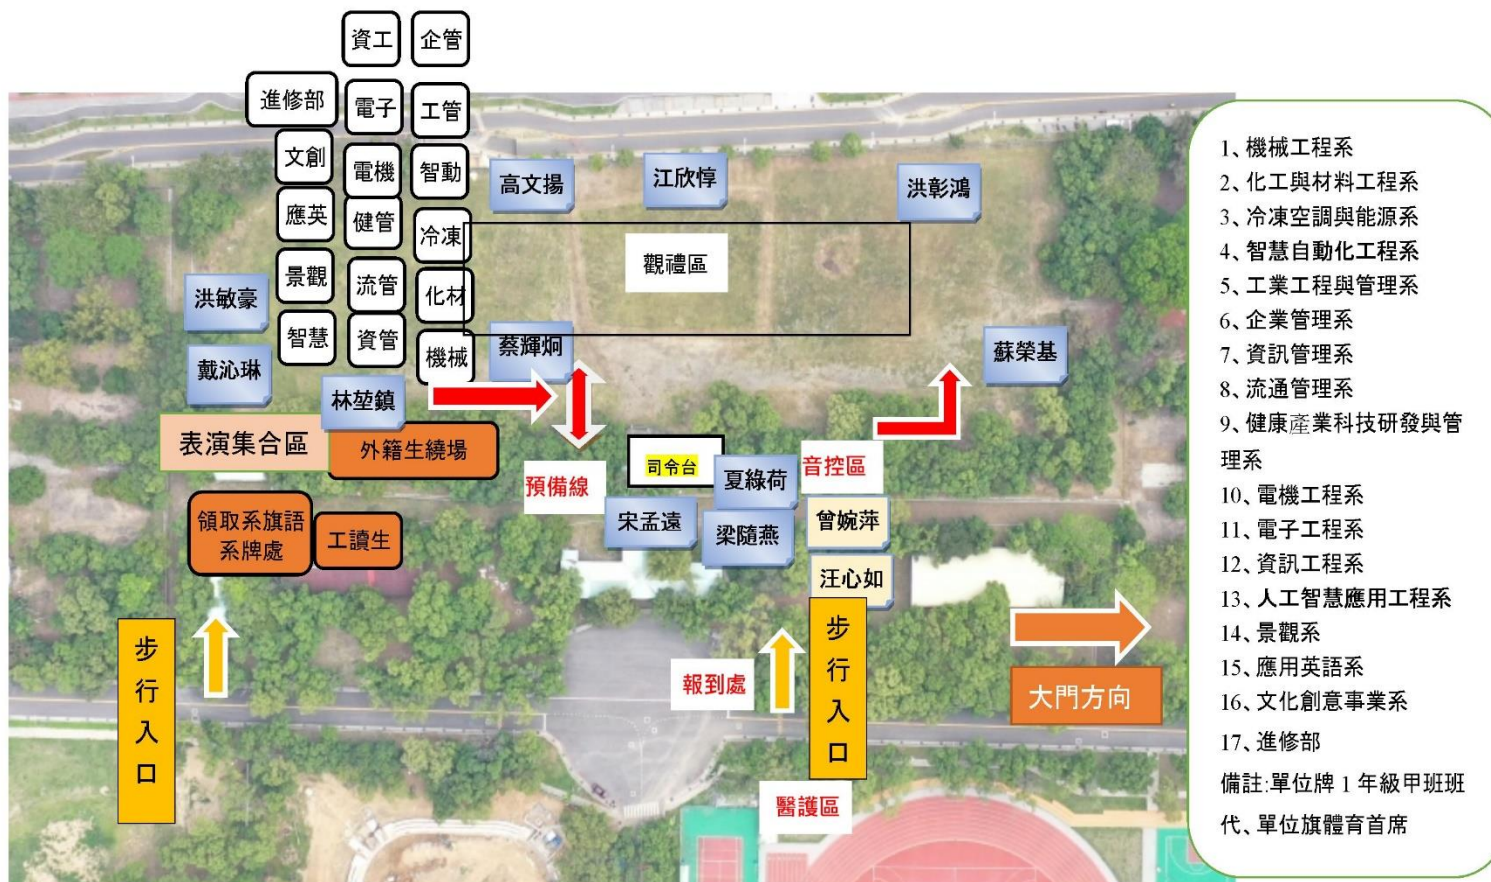 資工
企管
進修部
電子
工管
文創
電機
智動
應英
健管
冷凍
景觀
流管
化材
智慧
資管
機械
高文揚
江欣惇
洪彰鴻
觀禮區
洪敏豪
戴沁琳
林堃鎮
蔡輝炯
蘇榮基
表演集合區
外籍生繞場
預備線
司令台
夏綠荷
音控區
宋孟遠
梁隨燕
曾婉萍
汪心如
領取系旗語
系牌處
工讀生
步行入口
報到處
步行入口
大門方向
醫護區
1、機械工程系
2、化工與材料工程系
3、冷凍空調與能源系
4、智慧自動化工程系
5、工業工程與管理系
6、企業管理系
7、資訊管理系
8、流通管理系
9、健康產業科技研發與管
理系
10、電機工程系
11、電子工程系
12、資訊工程系
13、人工智慧應用工程系
14、景觀系
15、應用英語系
16、文化創意事業系
17、進修部
備註:單位牌 1 年級甲班班
代、單位旗體育首席